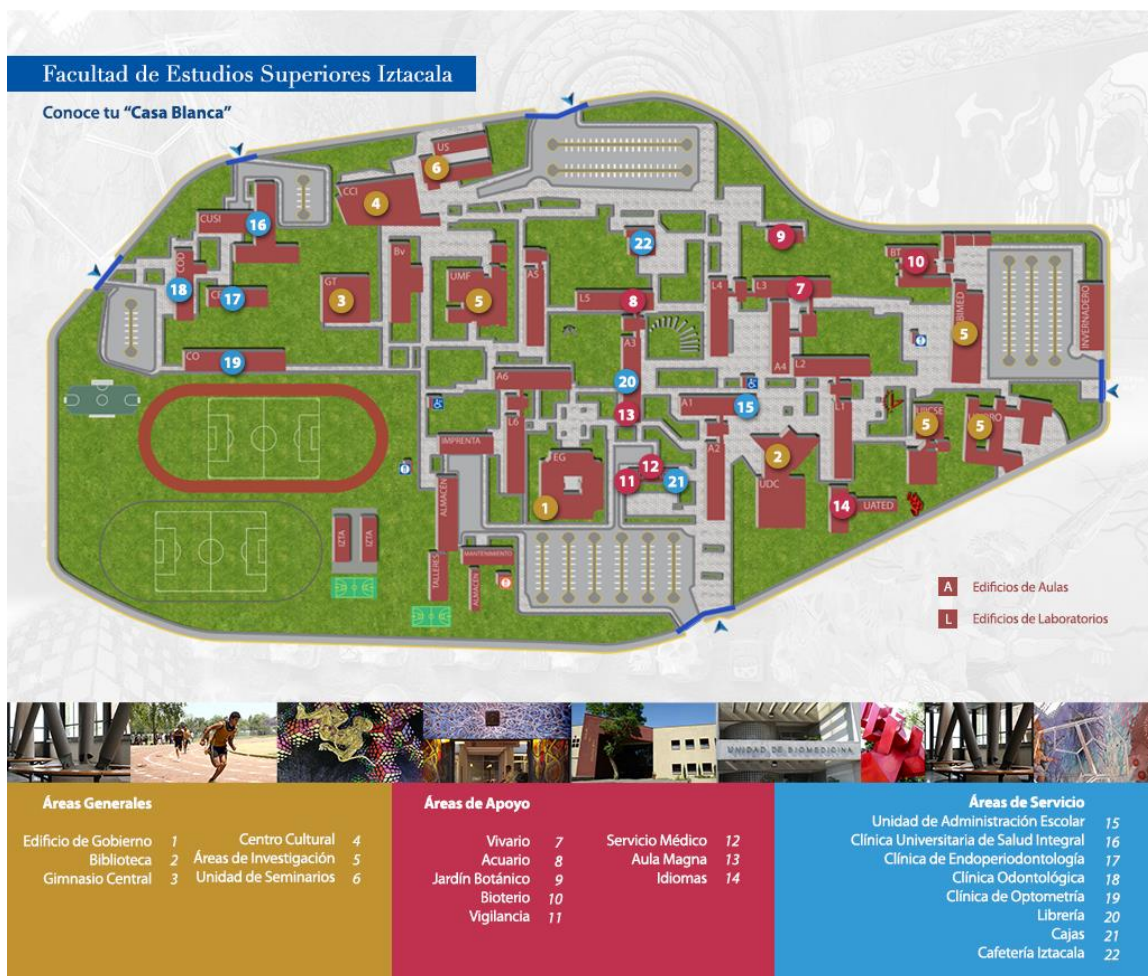 Facultad de Estudios Superiores Iztacala
Conoce tu "Casa Blanca"
US
6
CCI
4
CUSI
16
22
9
COD
18
17
Bv
GT
3
UMF
5
A5
L5
8
L4
L3
7
BT
10
BIMED
5
INVERNADERO
CO
19
A3
20
13
A6
L6
A4
L2
A1
15
L1
A2
2
UDC
5
5
IMPRENTA
EG
1
12
11
21
ALMACÉN
14
UATED
IZTA
IZTA
TALLERES
MANTENIMIENTO
ALMACÉN
A Edificios de Aulas
L Edificios de Laboratorios
UNIDAD DE BIOMEDICINA
Áreas Generales
Edificio de Gobierno 1
Biblioteca 2
Gimnasio Central 3
Centro Cultural 4
Áreas de Investigación 5
Unidad de Seminarios 6
Áreas de Apoyo
Vivario 7
Acuario 8
Jardín Botánico 9
Bioterio 10
Vigilancia 11
Servicio Médico 12
Aula Magna 13
Idiomas 14
Áreas de Servicio
Unidad de Administración Escolar 15
Clínica Universitaria de Salud Integral 16
Clínica de Endoperiodontología 17
Clínica Odontológica 18
Clínica de Optometría 19
Librería 20
Cajas 21
Cafetería Iztacala 22